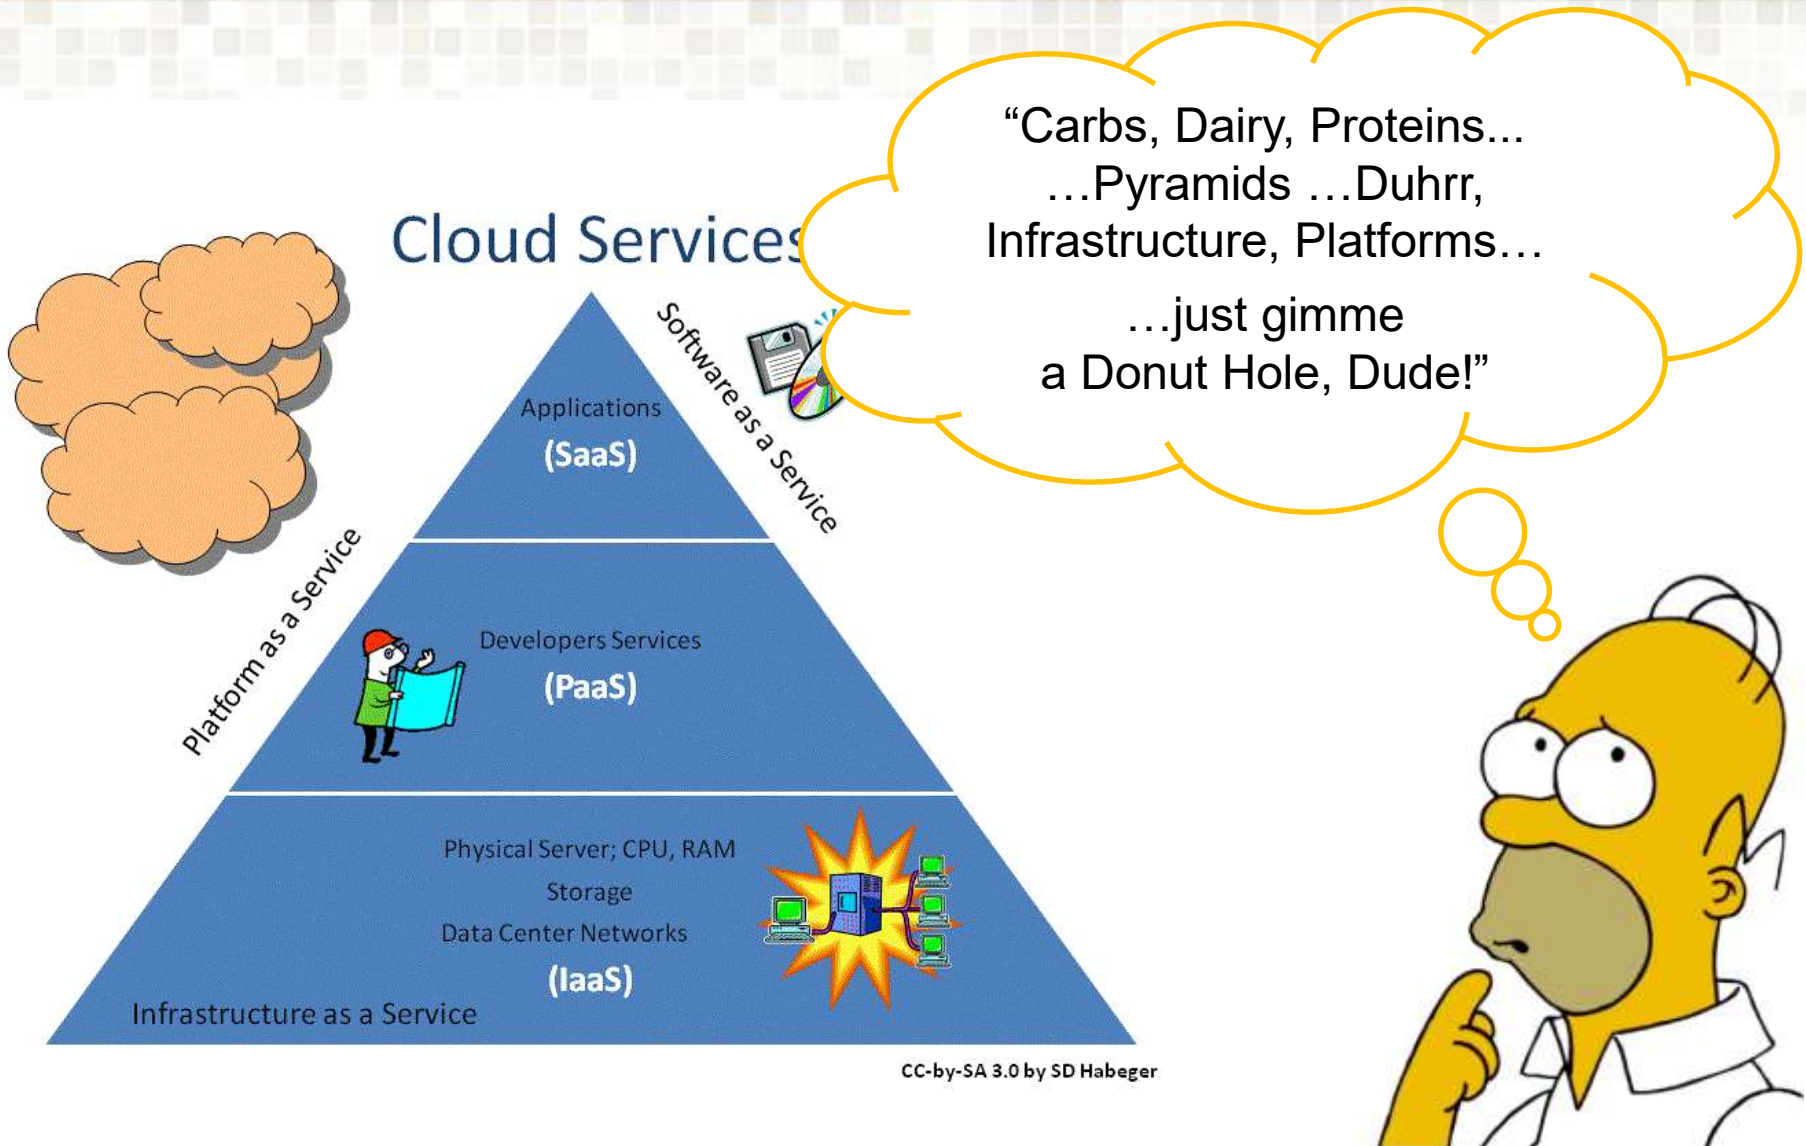 “Carbs, Dairy, Proteins...
…Pyramids …Duhrr,
Infrastructure, Platforms…
…just gimme
a Donut Hole, Dude!”
Cloud Services
Software as a Service
Platform as a Service
Applications
(SaaS)
Developers Services
(PaaS)
Physical Server; CPU, RAM
Storage
Data Center Networks
(IaaS)
Infrastructure as a Service
CC-by-SA 3.0 by SD Habeger